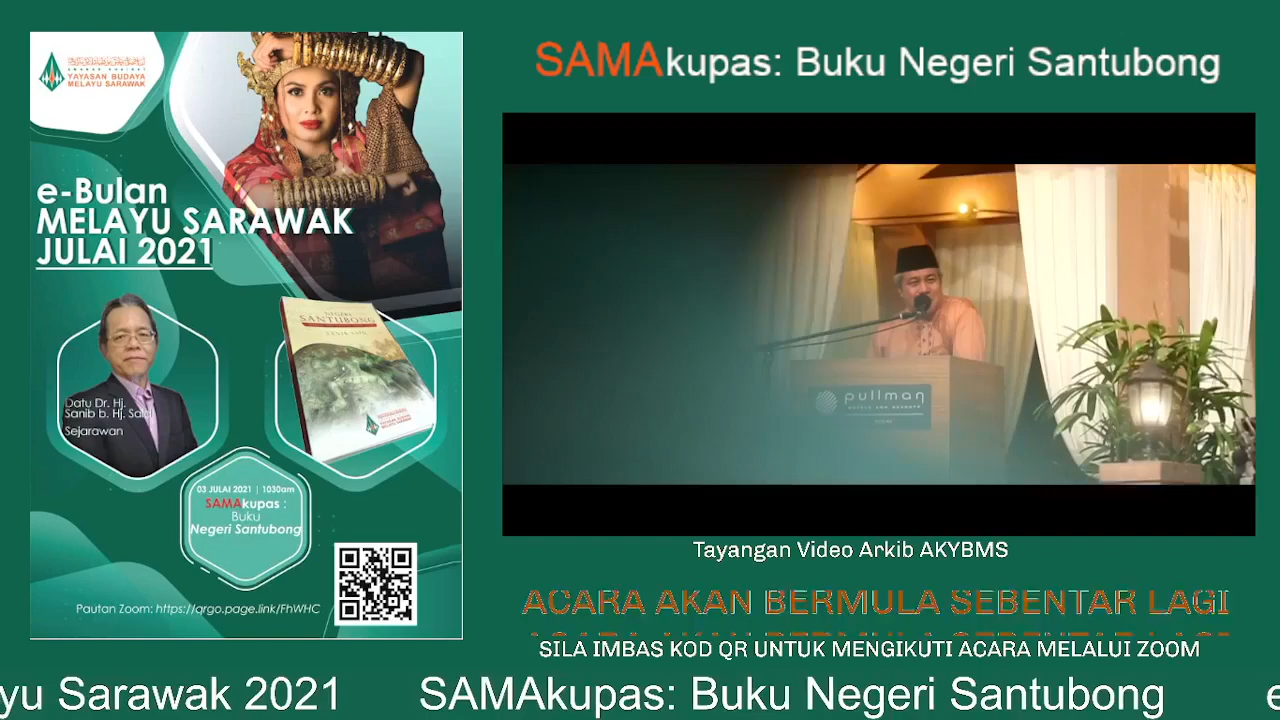 YAYASAN BUDAYA
MELAYU SARAWAK
e-Bulan
MELAYU SARAWAK
JULAI 2021
Datu Dr. Hj.
Sanib b. Hj. Said
Sejarawan
NEGERI
SANTUBONG
03 JULAI 2021 | 1030am
SAMAkupas :
Buku
Negeri Santubong
Pautan Zoom: https://qrgo.page.link/FhWHC
SAMAkupas: Buku Negeri Santubong
pullman
Tayangan Video Arkib AKYBMS
ACARA AKAN BERMULA SEBENTAR LAGI
SILA IMBAS KOD QR UNTUK MENGIKUTI ACARA MELALUI ZOOM
yu Sarawak 2021 SAMAkupas: Buku Negeri Santubong e